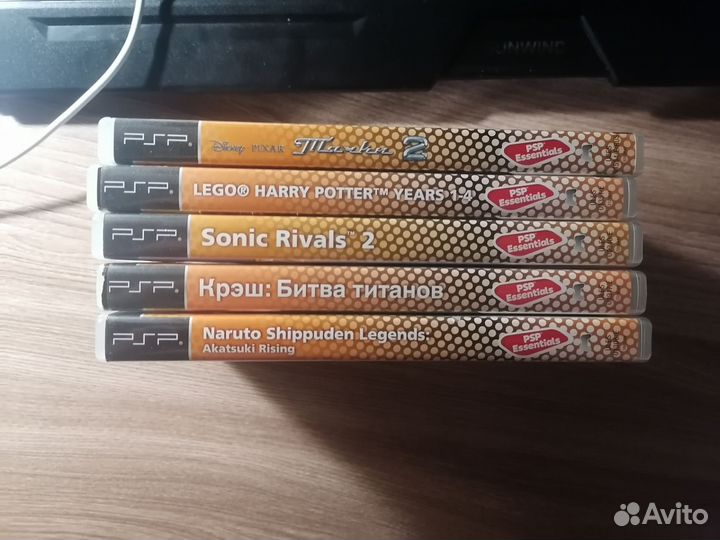 UNWIND
PSP Disney PIXAR Тачки 2 PSP Essentials
PSP LEGO® HARRY POTTER™ YEARS 1-4 PSP Essentials
PSP Sonic Rivals™ 2 PSP Essentials
PSP Крэш: Битва титанов PSP Essentials
PSP Naruto Shippuden Legends: PSP Essentials
Akatsuki Rising
Avito